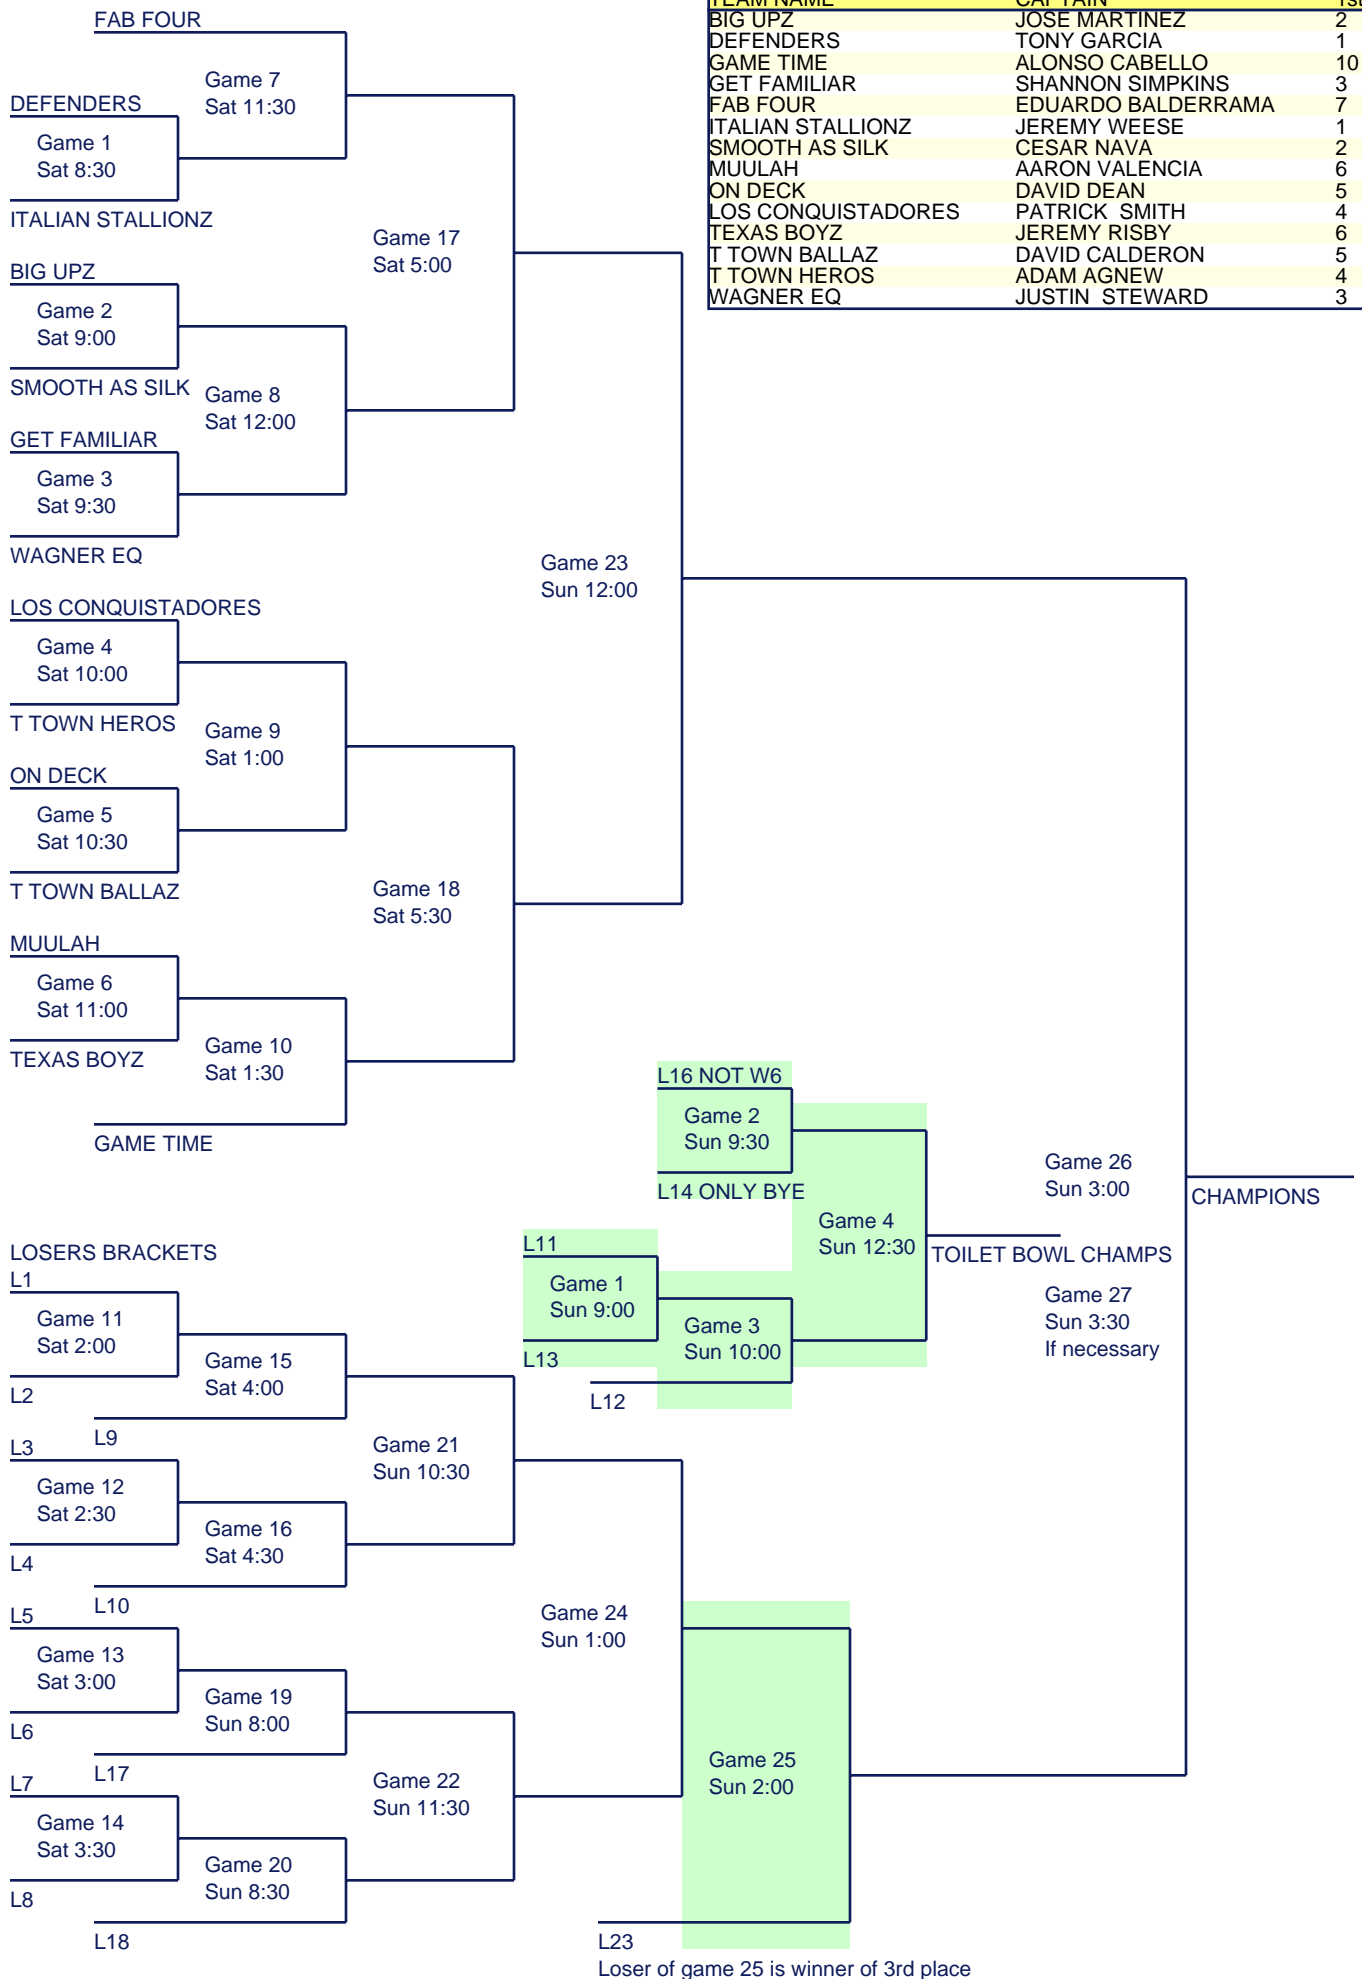 TEAM NAME CAPTAIN 1st
BIG UPZ JOSE MARTINEZ 2
DEFENDERS TONY GARCIA 1
GAME TIME ALONSO CABELLO 10
GET FAMILIAR SHANNON SIMPKINS 3
FAB FOUR EDUARDO BALDERRAMA 7
ITALIAN STALLIONZ JEREMY WEESE 1
SMOOTH AS SILK CESAR NAVA 2
MUULAH AARON VALENCIA 6
ON DECK DAVID DEAN 5
LOS CONQUISTADORES PATRICK SMITH 4
TEXAS BOYZ JEREMY RISBY 6
T TOWN BALLAZ DAVID CALDERON 5
T TOWN HEROS ADAM AGNEW 4
WAGNER EQ JUSTIN STEWARD 3
FAB FOUR
Game 7
Sat 11:30
DEFENDERS
Game 1
Sat 8:30
ITALIAN STALLIONZ
Game 17
Sat 5:00
BIG UPZ
Game 2
Sat 9:00
SMOOTH AS SILK
Game 8
Sat 12:00
GET FAMILIAR
Game 3
Sat 9:30
WAGNER EQ
Game 23
Sun 12:00
LOS CONQUISTADORES
Game 4
Sat 10:00
T TOWN HEROS
Game 9
Sat 1:00
ON DECK
Game 5
Sat 10:30
T TOWN BALLAZ
Game 18
Sat 5:30
MUULAH
Game 6
Sat 11:00
TEXAS BOYZ
Game 10
Sat 1:30
GAME TIME
L16 NOT W6
Game 2
Sun 9:30
L14 ONLY BYE
Game 26
Sun 3:00
CHAMPIONS
Game 4
Sun 12:30
TOILET BOWL CHAMPS
L11
Game 1
Sun 9:00
L13
Game 3
Sun 10:00
L12
Game 27
Sun 3:30
If necessary
LOSERS BRACKETS
L1
Game 11
Sat 2:00
L2
Game 15
Sat 4:00
L9
Game 21
Sun 10:30
L3
Game 12
Sat 2:30
L4
Game 16
Sat 4:30
L10
Game 24
Sun 1:00
L5
Game 13
Sat 3:00
L6
Game 19
Sun 8:00
L17
Game 22
Sun 11:30
Game 25
Sun 2:00
L7
Game 14
Sat 3:30
L8
Game 20
Sun 8:30
L18
L23
Loser of game 25 is winner of 3rd place